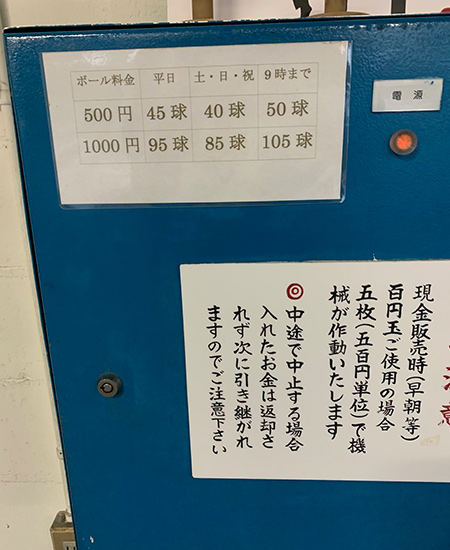 ボール料金 平日 土・日・祝 9時まで
500円 45球 40球 50球
1000円 95球 85球 105球
電源
注意
現金販売時(早朝等)
百円玉ご使用の場合
五枚(五百円単位)で機
械が作動いたします
◎中途で中止する場合
入れたお金は返却さ
れず次に引き継がれ
ますのでご注意下さい